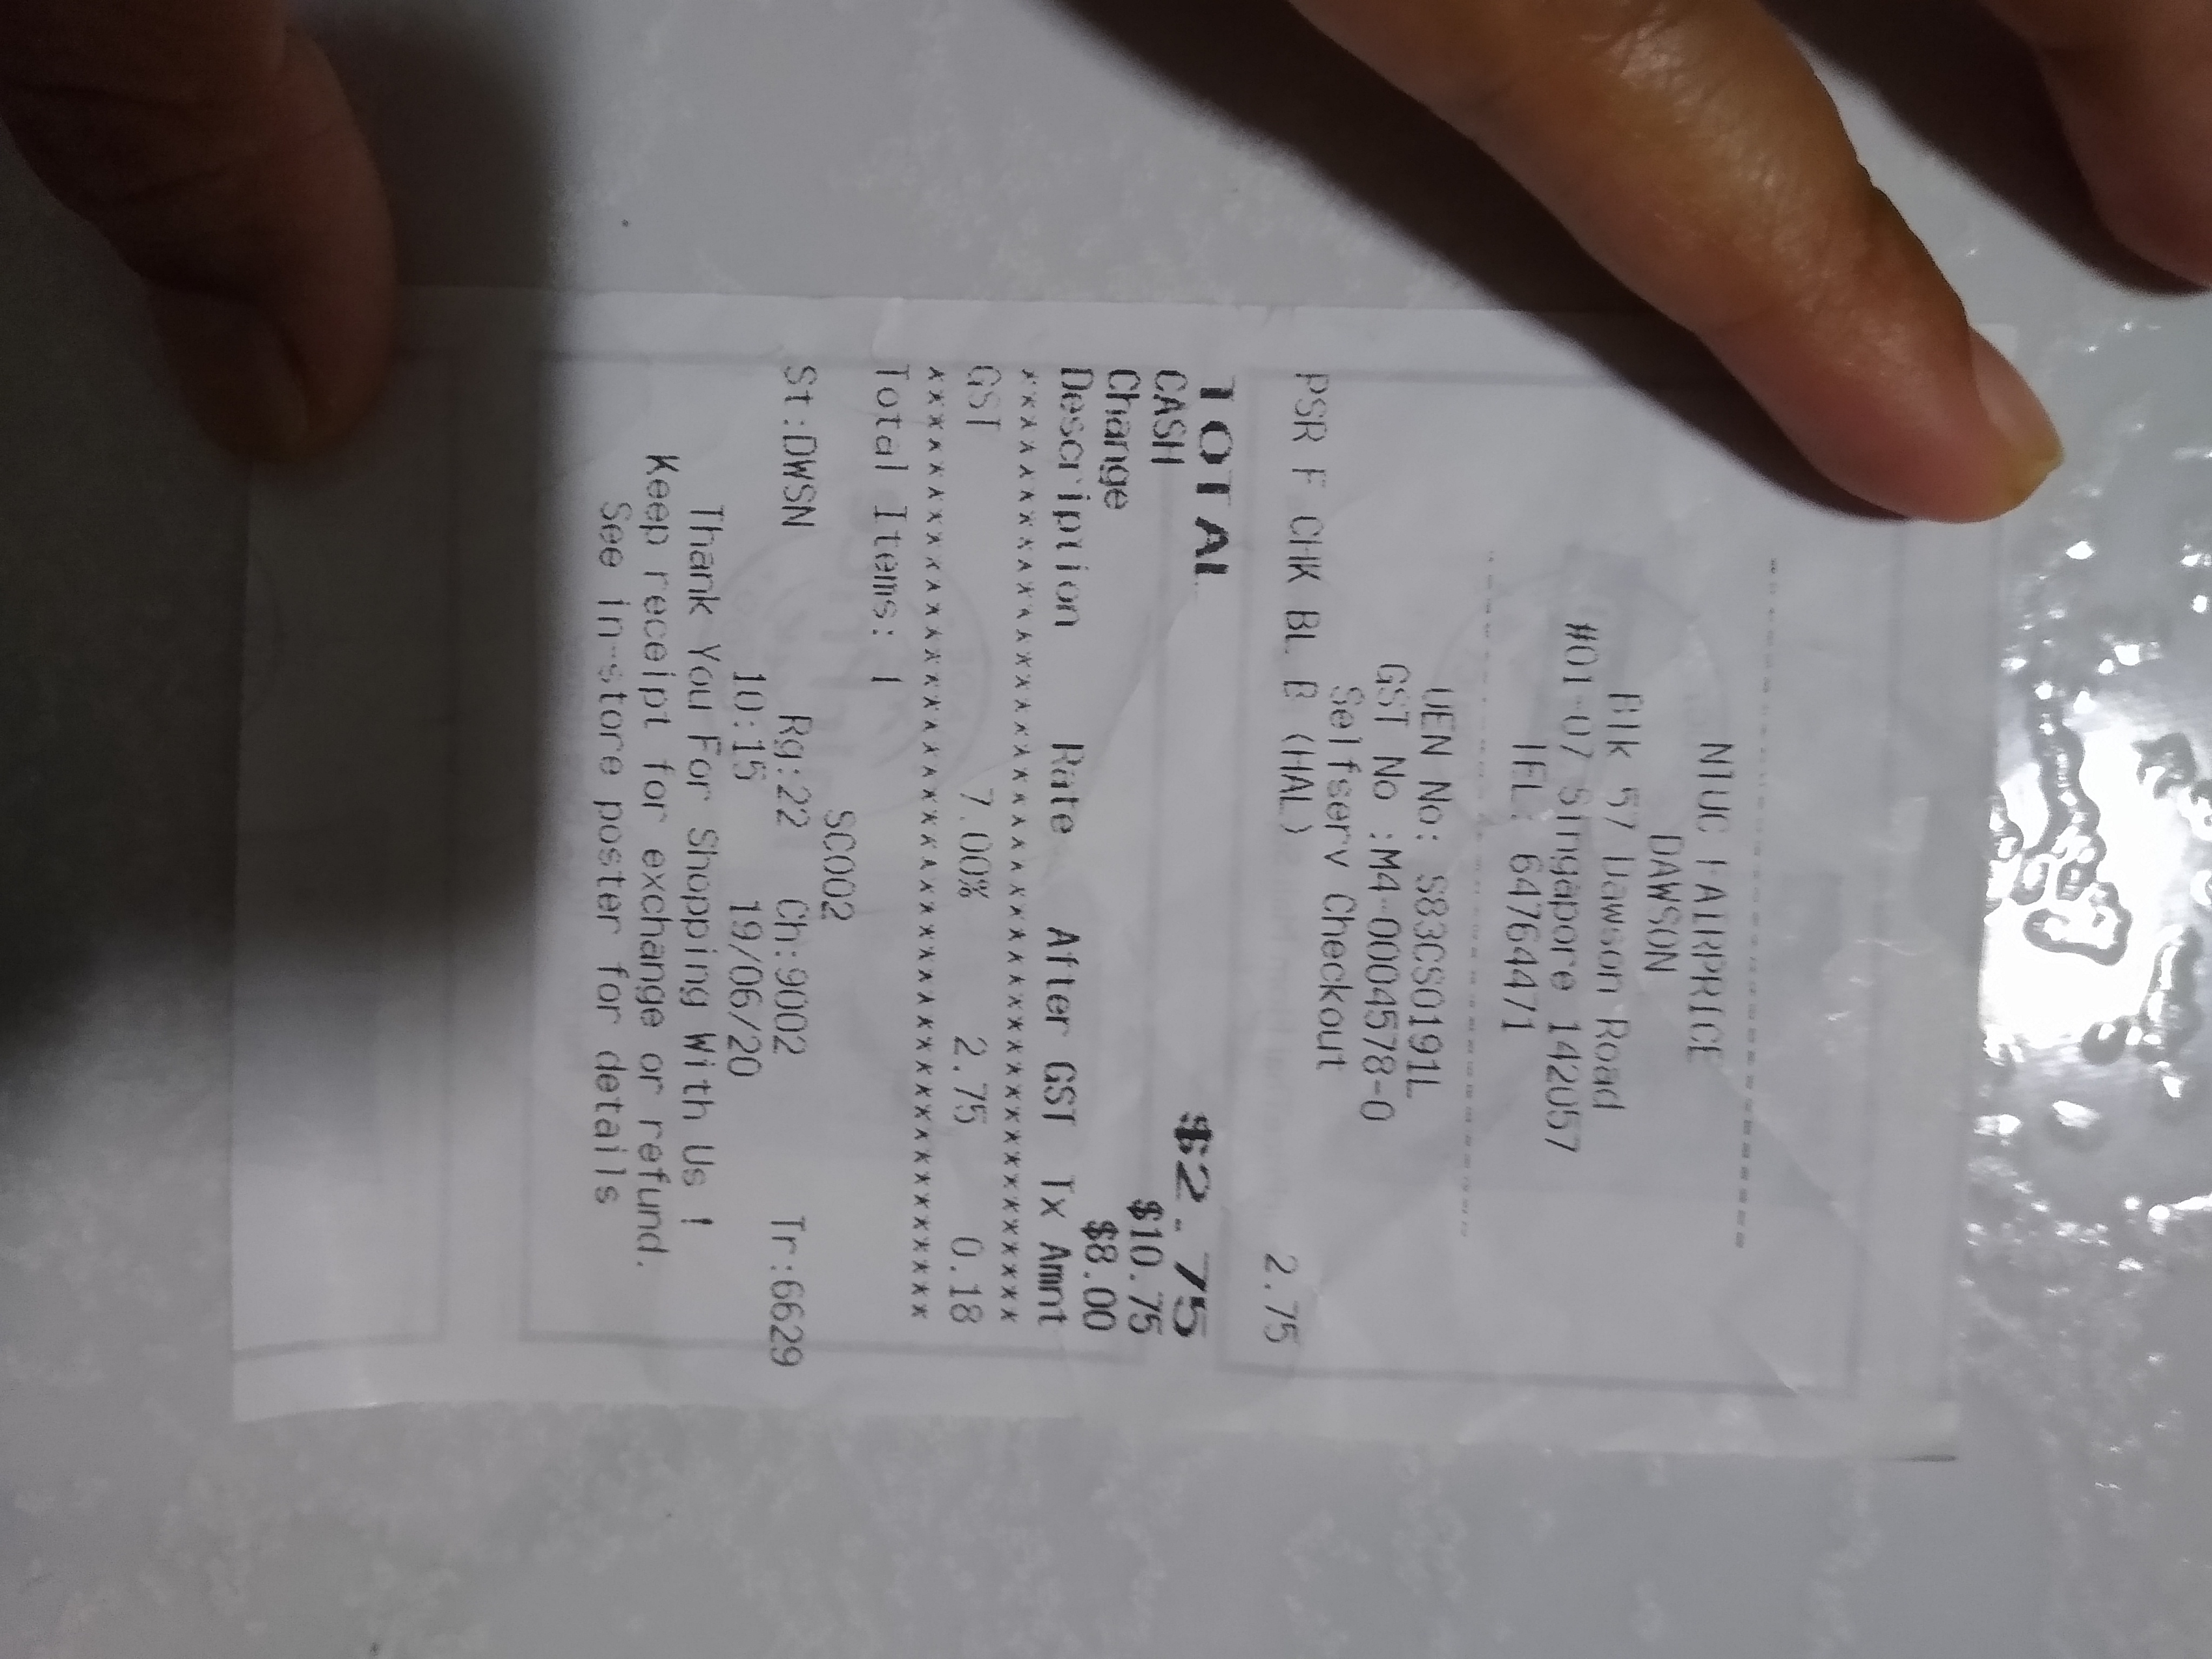 NTUC FAIRPRICE
DAWSON
Blk 57 Dawson Road
#01-07 Singapore 142057
TEL: 64764471
UEN No: S83CS0191L
GST No :M4-0004578-0
Selfserv Checkout
PSR F CHK BL B (HAL) 2.75
TOTAL $2.75
CASH $10.75
Change $8.00
Description Rate After GST Tx Amnt
****************************************
GST 7.00% 2.75 0.18
****************************************
Total Items: 1
SC002
St:DWSN Rg:22 Ch:9002 Tr:6629
10:15 19/06/20
Thank You For Shopping With Us !
Keep receipt for exchange or refund.
See in-store poster for details